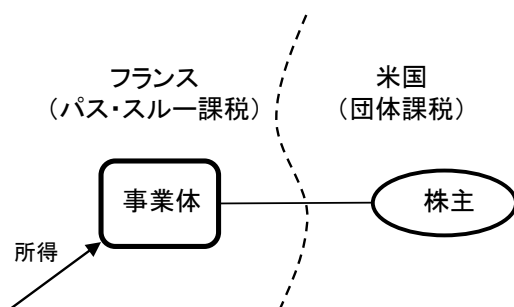 フランス
（パス・スルー課税）
米国
（団体課税）
事業体
株主
所得